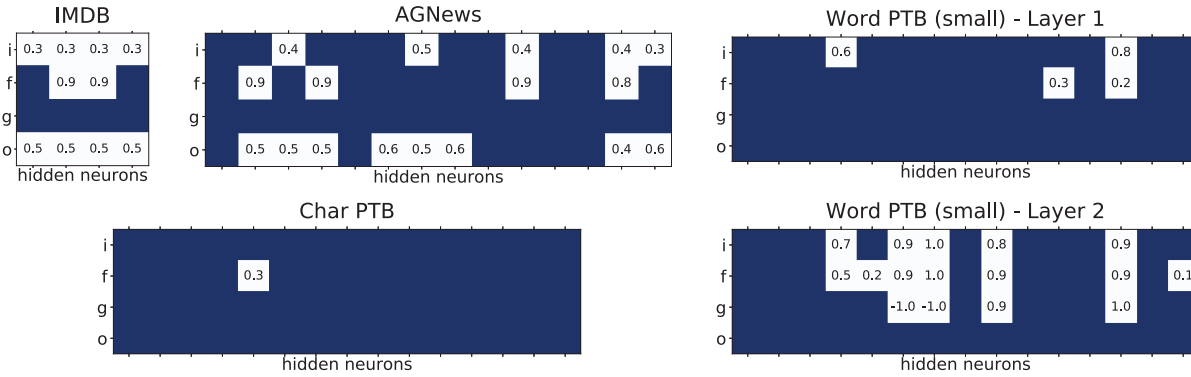 IMDB
i 0.3 0.3 0.3 0.3
f 0.9 0.9
g
o 0.5 0.5 0.5 0.5
hidden neurons
AGNews
i 0.4 0.5 0.4 0.4 0.3
f 0.9 0.9 0.9 0.8
g
o 0.5 0.5 0.5 0.6 0.5 0.6 0.4 0.6
hidden neurons
Word PTB (small) - Layer 1
i 0.6 0.8
f 0.3 0.2
g
o
hidden neurons
Char PTB
i
f 0.3
g
o
hidden neurons
Word PTB (small) - Layer 2
i 0.7 0.9 1.0 0.8 0.9
f 0.5 0.2 0.9 1.0 0.9 0.9 0.1
g -1.0 -1.0 0.9 1.0
o
hidden neurons